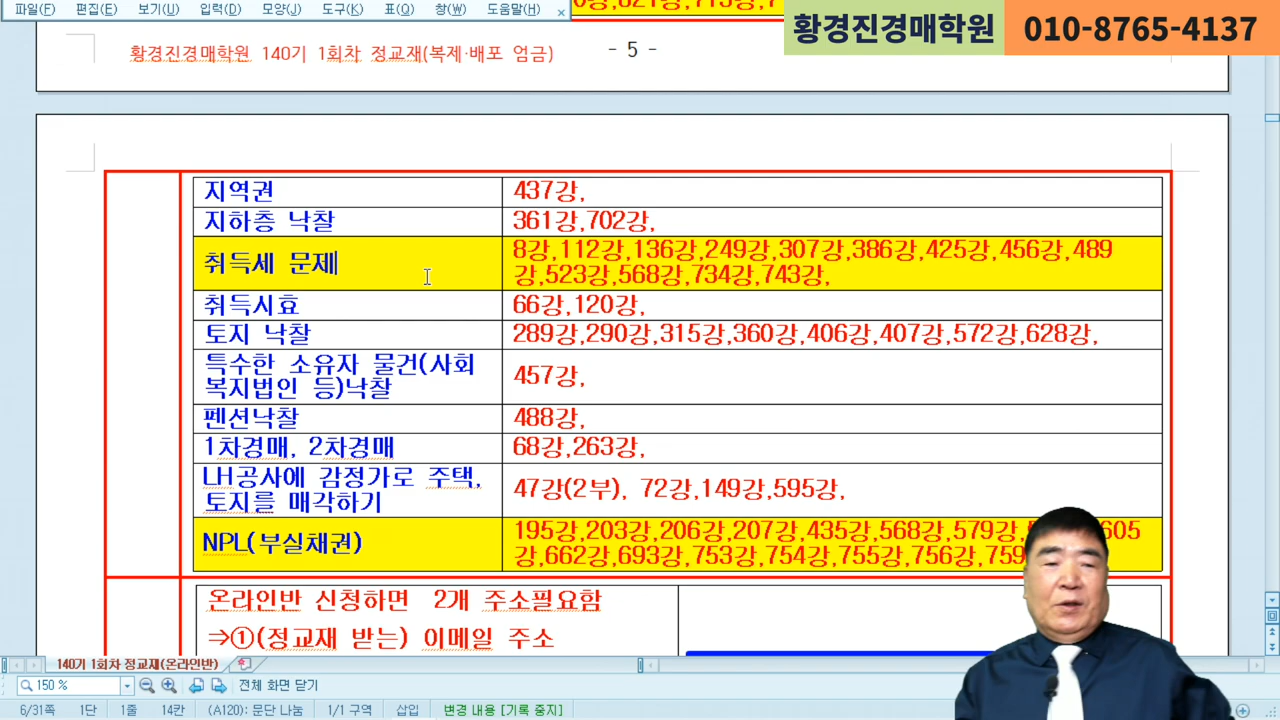 파일(F) 편집(E) 보기(U) 입력(D) 모양(J) 도구(K) 표(Q) 창(W) 도움말(H)
황경진경매학원 010-8765-4137
황경진경매학원 140기 1회차 정교재(복제·배포 엄금) - 5 -
지역권 437강,
지하층 낙찰 361강,702강,
취득세 문제 8강,112강,136강,249강,307강,386강,425강,456강,489
강,523강,568강,734강,743강,
취득시효 66강,120강,
토지 낙찰 289강,290강,315강,360강,406강,407강,572강,628강,
특수한 소유자 물건(사회
복지법인 등)낙찰 457강,
펜션낙찰 488강,
1차경매, 2차경매 68강,263강,
LH공사에 감정가로 주택,
토지를 매각하기 47강(2부), 72강,149강,595강,
NPL(부실채권) 195강,203강,206강,207강,435강,568강,579강, 605
강,662강,693강,753강,754강,755강,756강,759
온라인반 신청하면 2개 주소필요함
⇒①(정교재 받는) 이메일 주소
140기 1회차 정교재(온라인반)
150 % 전체 화면 닫기
6/31쪽 1단 1줄 14칸 (A120): 문단 나눔 1/1 구역 삽입 변경 내용 [기록 중지]